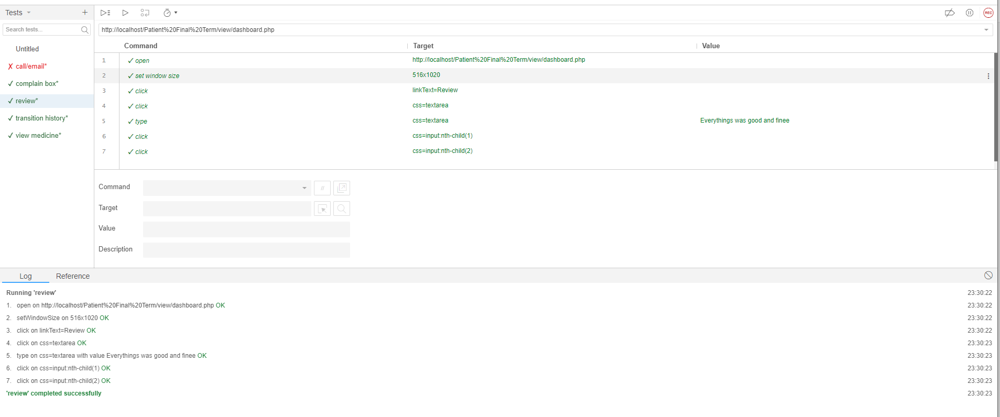 Tests
REC
Search tests...
http://localhost/Patient%20Final%20Term/view/dashboard.php
Command Target Value
Untitled
✗ call/email*
✓ complain box*
✓ review*
✓ transition history*
✓ view medicine*
1 ✓ open http://localhost/Patient%20Final%20Term/view/dashboard.php
2 ✓ set window size 516x1020
3 ✓ click linkText=Review
4 ✓ click css=textarea
5 ✓ type css=textarea Everythings was good and finee
6 ✓ click css=input:nth-child(1)
7 ✓ click css=input:nth-child(2)
Command //
Target
Value
Description
Log Reference
Running 'review' 23:30:22
1. open on http://localhost/Patient%20Final%20Term/view/dashboard.php OK 23:30:22
2. setWindowSize on 516x1020 OK 23:30:22
3. click on linkText=Review OK 23:30:22
4. click on css=textarea OK 23:30:23
5. type on css=textarea with value Everythings was good and finee OK 23:30:23
6. click on css=input:nth-child(1) OK 23:30:23
7. click on css=input:nth-child(2) OK 23:30:23
'review' completed successfully 23:30:23